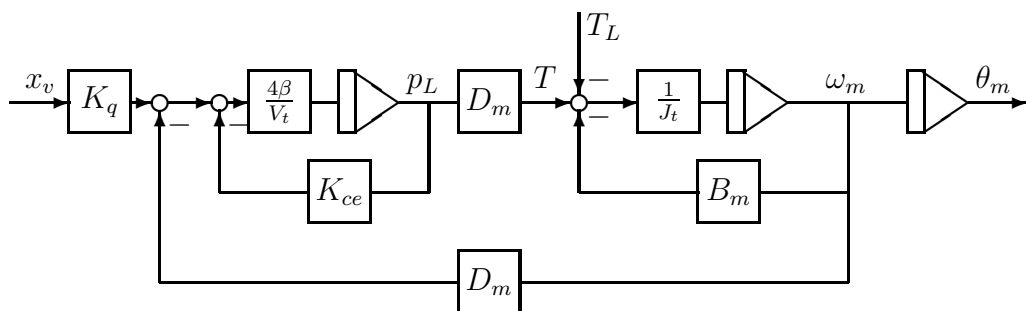 T_L
x_v
K_q
4β/V_t
p_L
D_m
T
1/J_t
ω_m
θ_m
−
−
−
−
K_ce
B_m
D_m